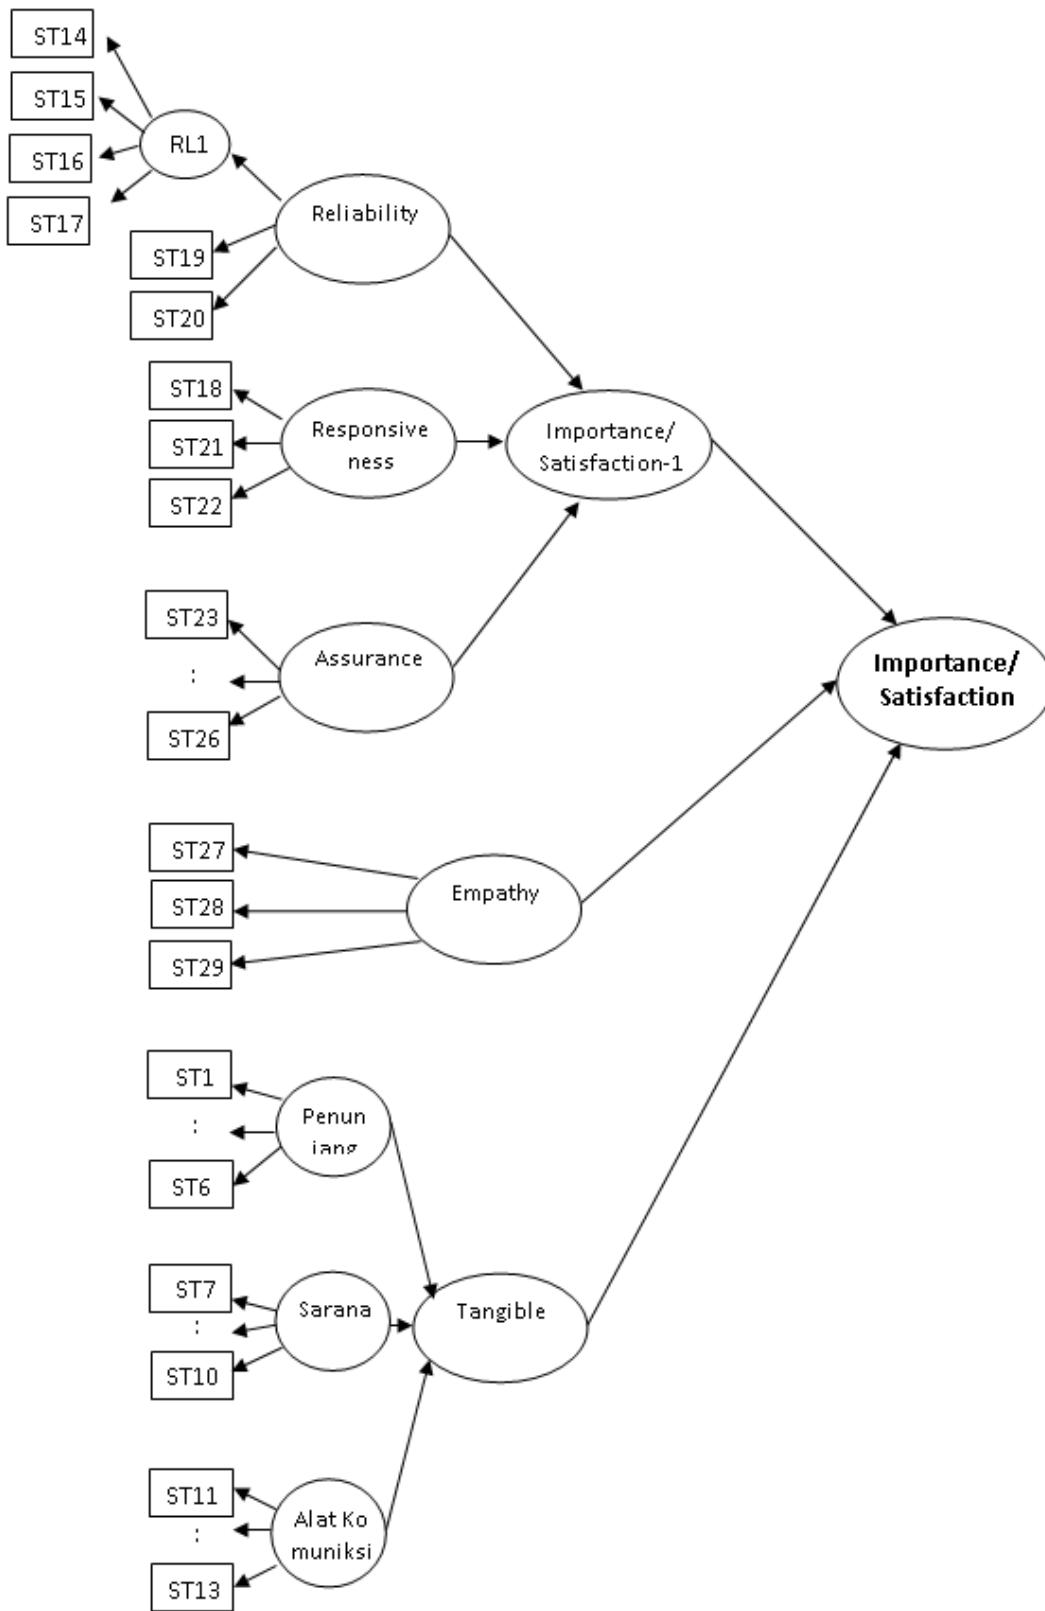 ST14
ST15
ST16
ST17
RL1
Reliability
ST19
ST20
ST18
ST21
ST22
Responsive
ness
Importance/
Satisfaction-1
ST23
:
ST26
Assurance
Importance/
Satisfaction
ST27
ST28
ST29
Empathy
ST1
:
ST6
Penun
jang
ST7
:
ST10
Sarana
Tangible
ST11
:
ST13
Alat Ko
muniksi